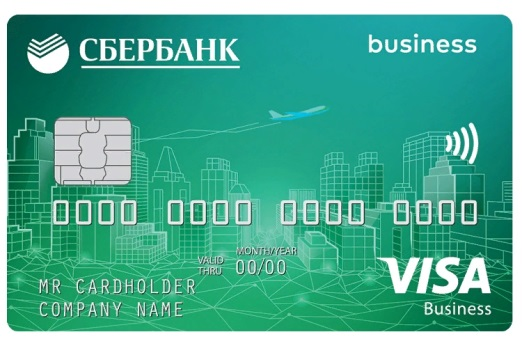 СБЕРБАНК
business
0000 0000 0000 0000
VALID THRU
MONTH/YEAR
00/00
MR CARDHOLDER
COMPANY NAME
VISA
Business